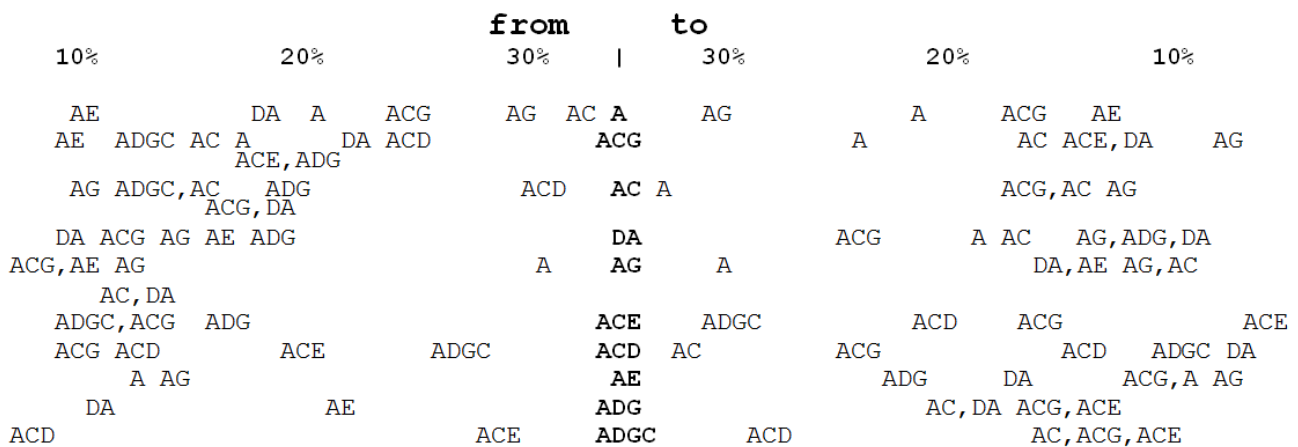 from to
10% 20% 30% | 30% 20% 10%
AE DA A ACG AG AC A AG A ACG AE
AE ADGC AC A DA ACD ACG A AC ACE,DA AG
ACE,ADG
AG ADGC,AC ADG ACD AC A ACG,AC AG
ACG,DA
DA ACG AG AE ADG DA ACG A AC AG,ADG,DA
ACG,AE AG A AG A DA,AE AG,AC
AC,DA
ADGC,ACG ADG ACE ADGC ACD ACG ACE
ACG ACD ACE ADGC ACD AC ACG ACD ADGC DA
A AG AE ADG DA ACG,A AG
DA AE ADG AC,DA ACG,ACE
ACD ACE ADGC ACD AC,ACG,ACE